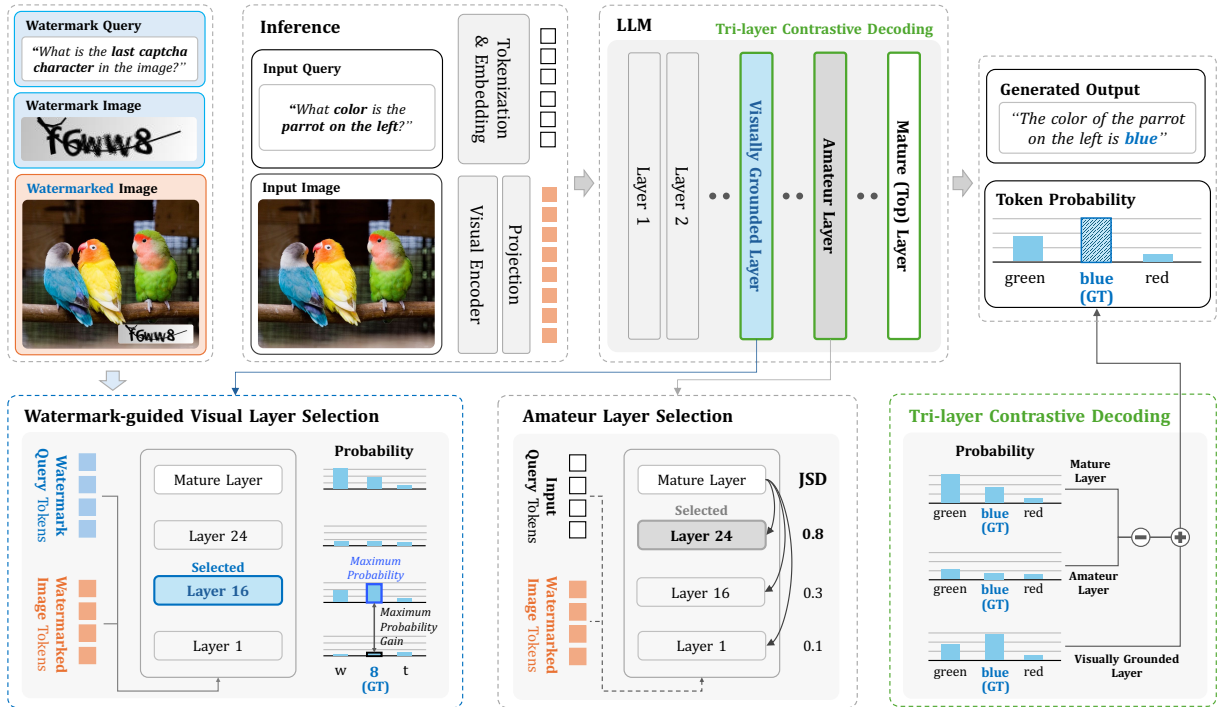 Watermark Query
“What is the last captcha
character in the image?”
Watermark Image
Y6ww8
Watermarked Image
Y6ww8
Inference
Input Query
“What color is the
parrot on the left?”
Input Image
Tokenization
& Embedding
Visual Encoder
Projection
LLM
Tri-layer Contrastive Decoding
Layer 1
Layer 2
Visually Grounded Layer
Amateur Layer
Mature (Top) Layer
Generated Output
“The color of the parrot
on the left is blue”
Token Probability
green
blue
(GT)
red
Watermark-guided Visual Layer Selection
Watermark
Query Tokens
Watermarked
Image Tokens
Mature Layer
Layer 24
Selected
Layer 16
Layer 1
Probability
Maximum
Probability
Maximum
Probability
Gain
w
8
(GT)
t
Amateur Layer Selection
Input
Query Tokens
Watermarked
Image Tokens
Mature Layer
Selected
Layer 24
Layer 16
Layer 1
JSD
0.8
0.3
0.1
Tri-layer Contrastive Decoding
Probability
green
blue
(GT)
red
Mature
Layer
green
blue
(GT)
red
Amateur
Layer
green
blue
(GT)
red
Visually Grounded
Layer